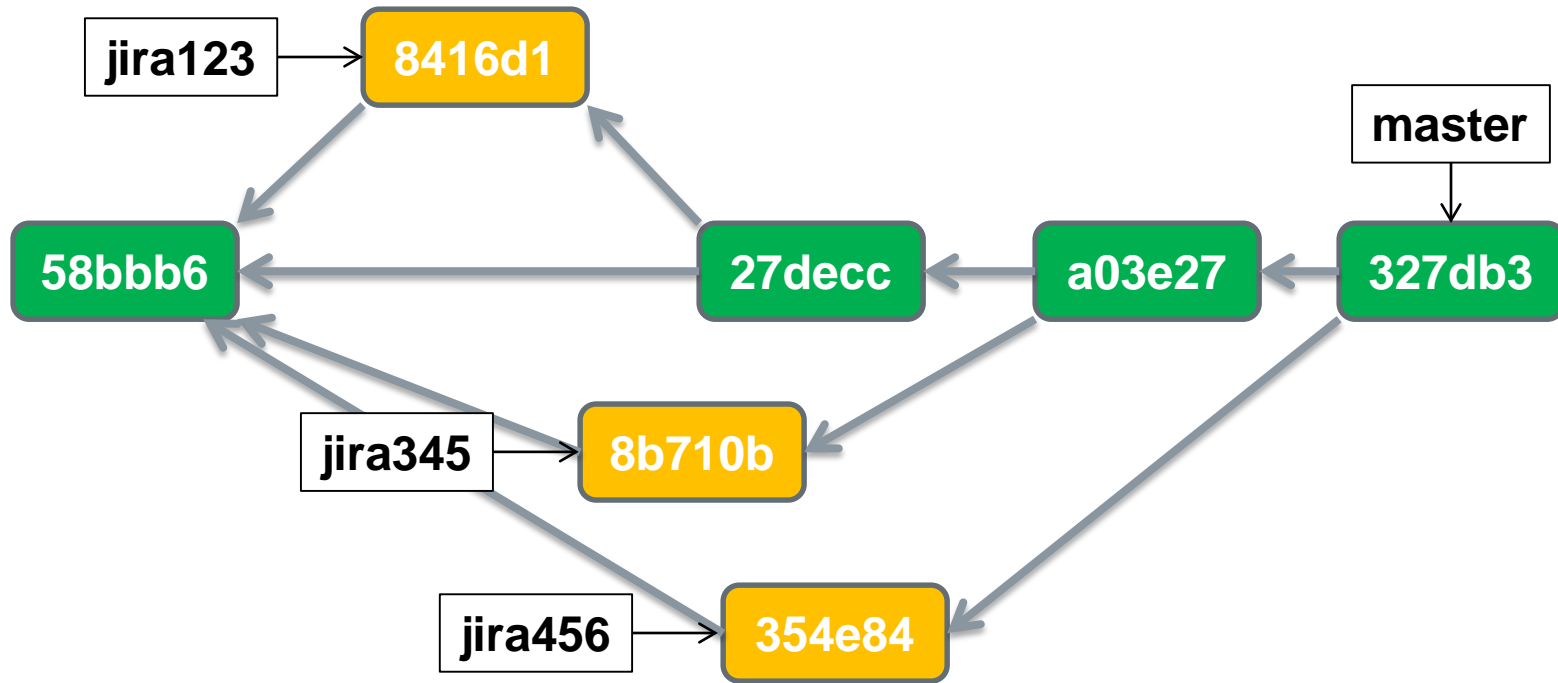 jira123
8416d1
master
58bbb6
27decc
a03e27
327db3
jira345
8b710b
jira456
354e84